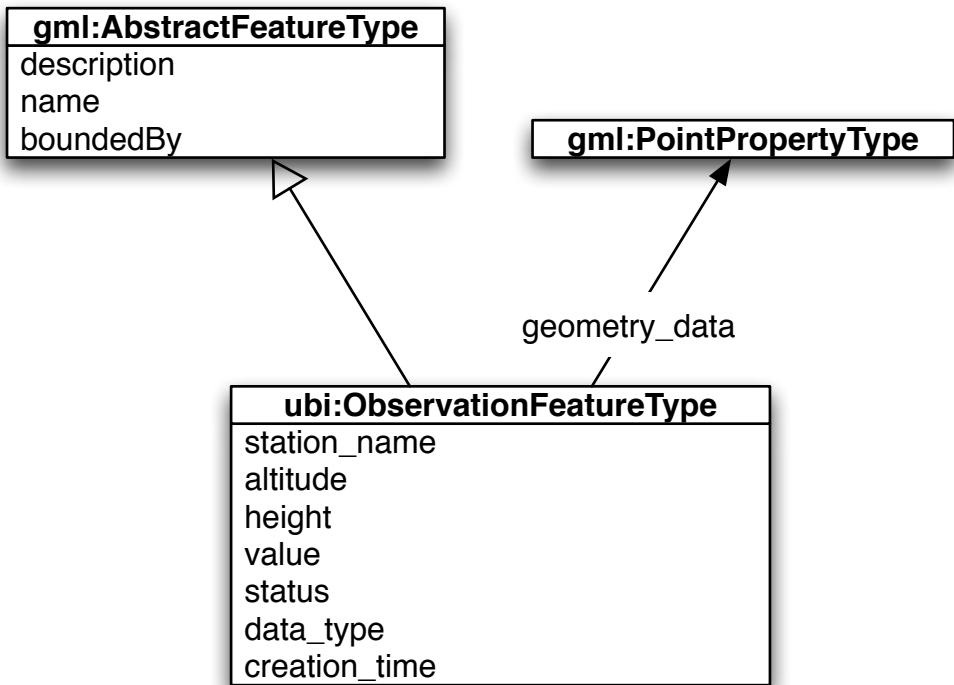 gml:AbstractFeatureType
description
name
boundedBy
gml:PointPropertyType
geometry_data
ubi:ObservationFeatureType
station_name
altitude
height
value
status
data_type
creation_time